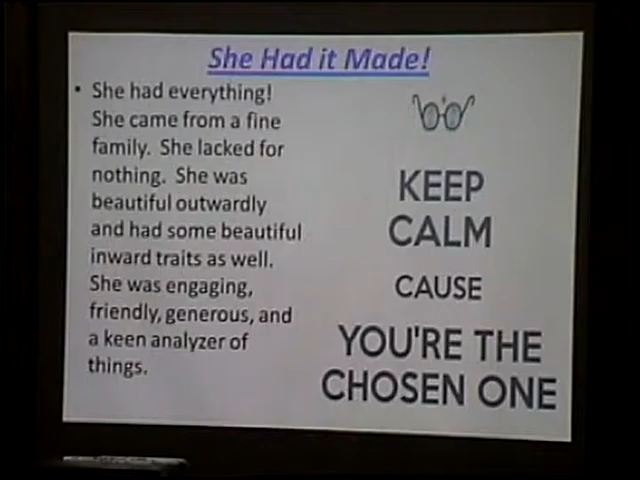 She Had it Made!
• She had everything!
She came from a fine
family. She lacked for
nothing. She was
beautiful outwardly
and had some beautiful
inward traits as well.
She was engaging,
friendly, generous, and
a keen analyzer of
things.
KEEP
CALM
CAUSE
YOU'RE THE
CHOSEN ONE